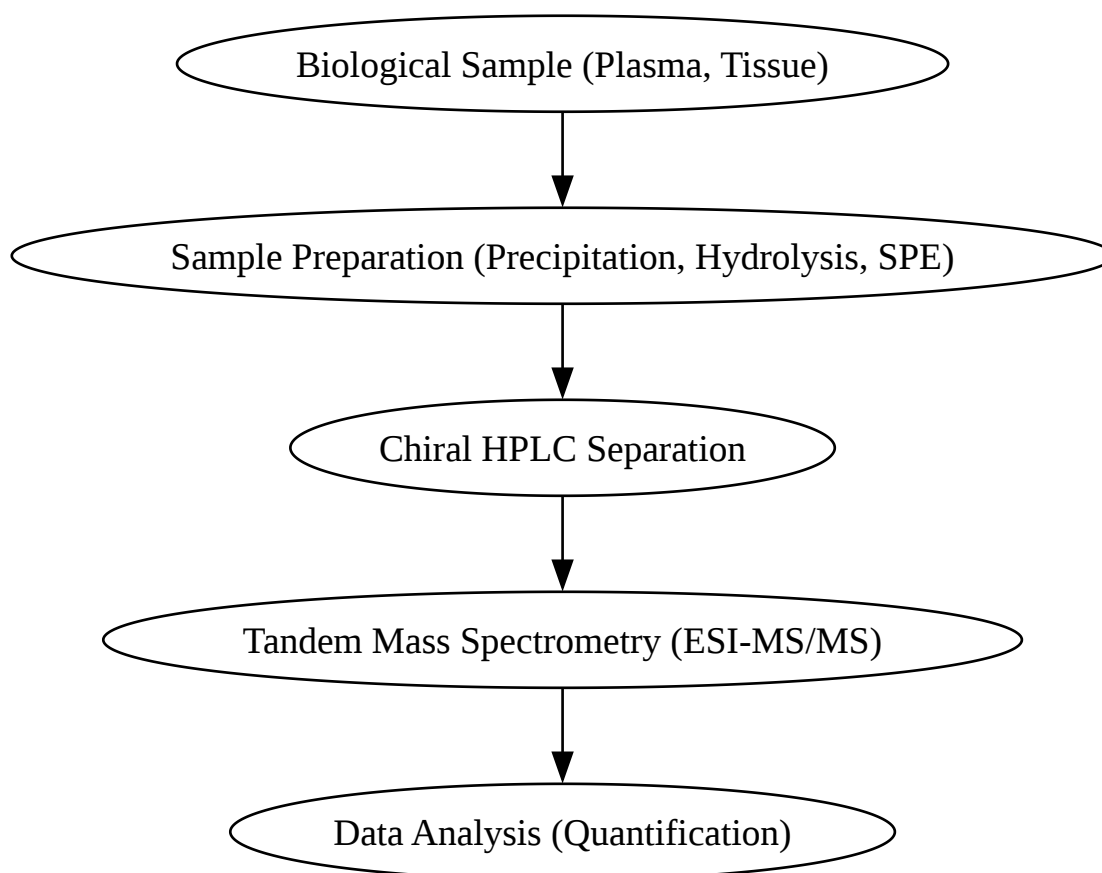 Biological Sample (Plasma, Tissue)
Sample Preparation (Precipitation, Hydrolysis, SPE)
Chiral HPLC Separation
Tandem Mass Spectrometry (ESI-MS/MS)
Data Analysis (Quantification)